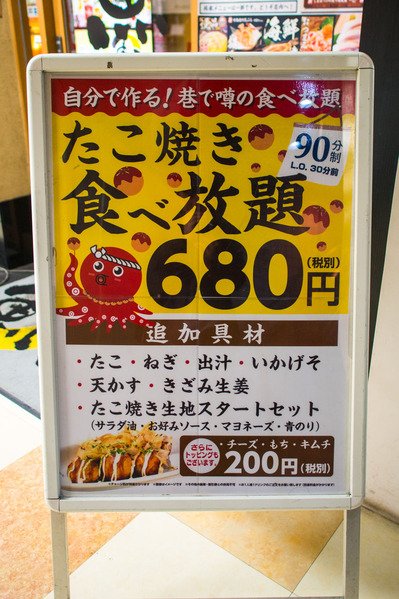 海鮮
自分で作る!巷で噂の食べ放題
たこ焼き
90分制
L.O. 30分前
食べ放題
680円
(税別)
追加具材
・たこ・ねぎ・出汁・いかげそ
・天かす・きざみ生姜
・たこ焼き生地スタートセット
(サラダ油・お好みソース・マヨネーズ・青のり)
さらに
トッピングも
ございます。
・チーズ・もち・キムチ
200円(税別)